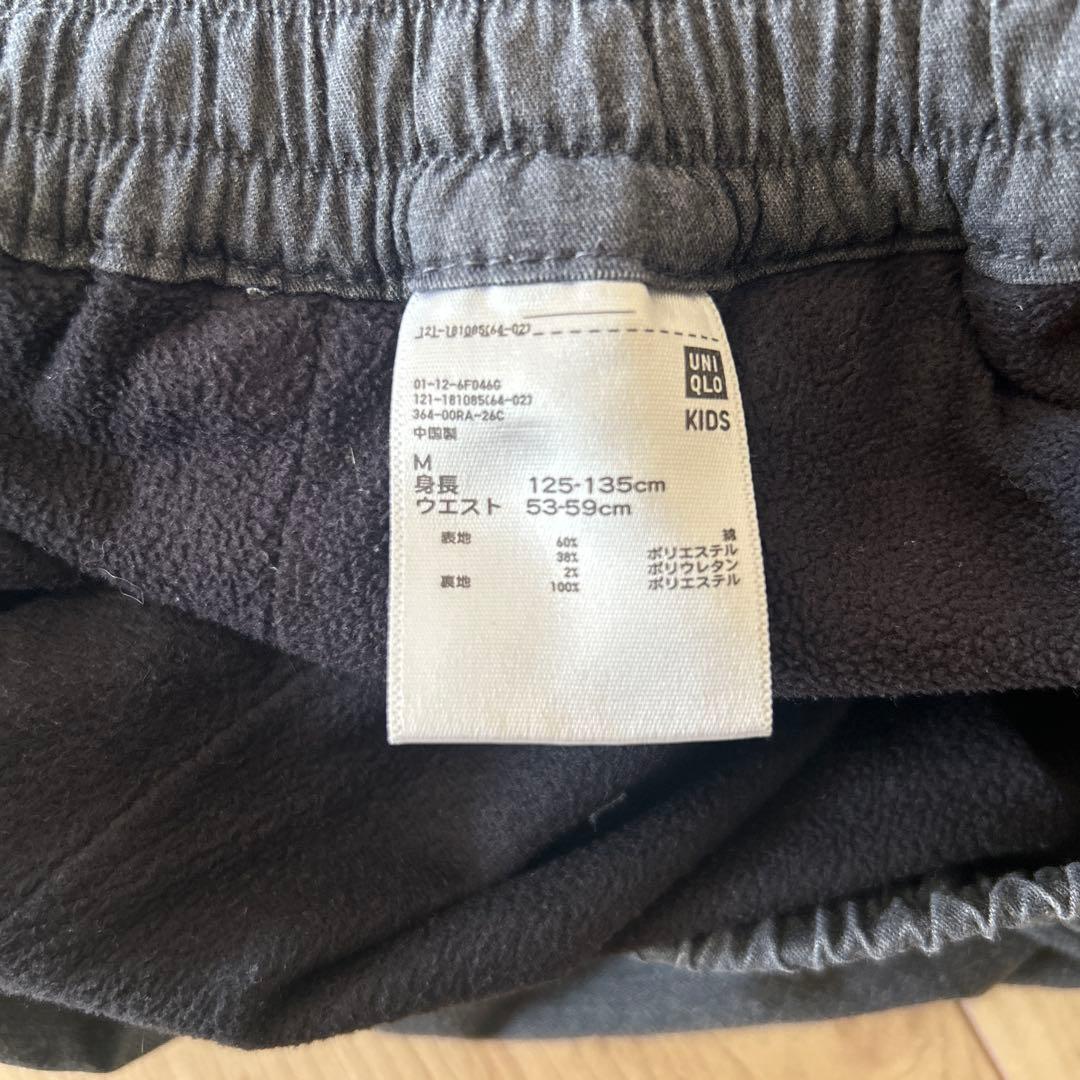 121-181085(64-02)
UNI
QLO
KIDS
01-12-6F046G
121-181085(64-02)
364-00RA-26C
中国製
M
身長 125-135cm
ウエスト 53-59cm
表地 60% 綿
38% ポリエステル
2% ポリウレタン
裏地 100% ポリエステル